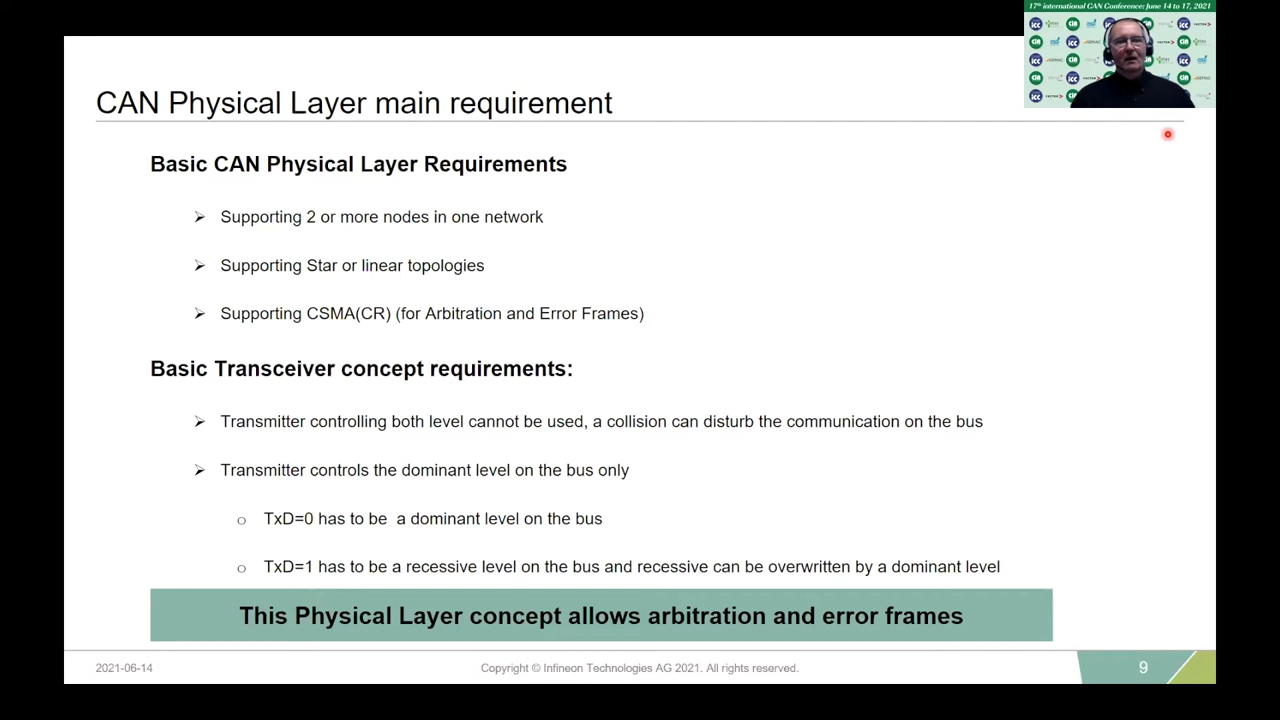 17th international CAN Conference: June 14 to 17, 2021
CAN Physical Layer main requirement
Basic CAN Physical Layer Requirements
Supporting 2 or more nodes in one network
Supporting Star or linear topologies
Supporting CSMA(CR) (for Arbitration and Error Frames)
Basic Transceiver concept requirements:
Transmitter controlling both level cannot be used, a collision can disturb the communication on the bus
Transmitter controls the dominant level on the bus only
TxD=0 has to be a dominant level on the bus
TxD=1 has to be a recessive level on the bus and recessive can be overwritten by a dominant level
This Physical Layer concept allows arbitration and error frames
2021-06-14
Copyright © Infineon Technologies AG 2021. All rights reserved.
9